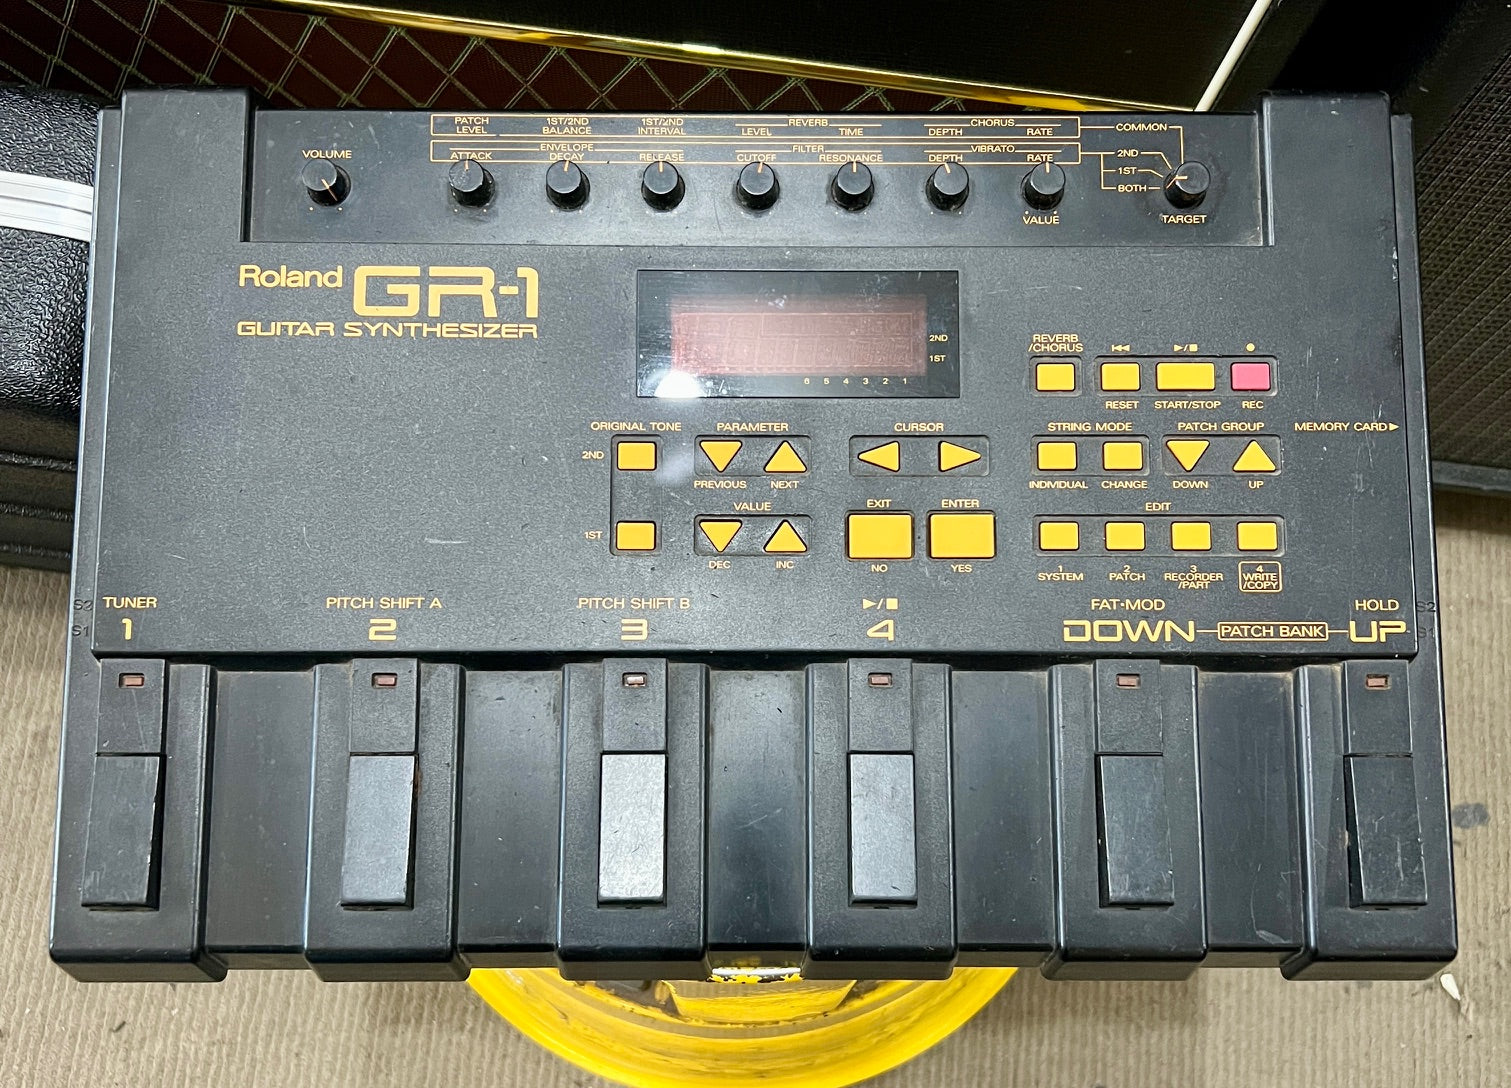 PATCH LEVEL
1ST/2ND BALANCE
1ST/2ND INTERVAL
REVERB
LEVEL TIME
CHORUS
DEPTH RATE
COMMON
VOLUME
ENVELOPE
ATTACK DECAY RELEASE
FILTER
CUTOFF RESONANCE
VIBRATO
DEPTH RATE
2ND
1ST
BOTH
VALUE
TARGET
Roland GR-1
GUITAR SYNTHESIZER
2ND
1ST
6 5 4 3 2 1
REVERB
/CHORUS
⏮ ▶/■ ●
RESET START/STOP REC
ORIGINAL TONE
2ND
1ST
PARAMETER
PREVIOUS NEXT
CURSOR
STRING MODE
INDIVIDUAL CHANGE
PATCH GROUP
DOWN UP
MEMORY CARD▶
VALUE
DEC INC
EXIT
NO
ENTER
YES
EDIT
1 SYSTEM
2 PATCH
3 RECORDER /PART
4 WRITE /COPY
S2
S1
TUNER
1
PITCH SHIFT A
2
PITCH SHIFT B
3
▶/■
4
FAT•MOD
DOWN
PATCH BANK
HOLD
UP
S2
S1